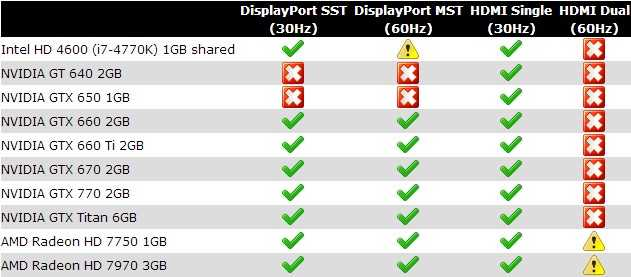 DisplayPort SST DisplayPort MST HDMI Single HDMI Dual
(30Hz) (60Hz) (30Hz) (60Hz)
Intel HD 4600 (i7-4770K) 1GB shared
NVIDIA GT 640 2GB
NVIDIA GTX 650 1GB
NVIDIA GTX 660 2GB
NVIDIA GTX 660 Ti 2GB
NVIDIA GTX 670 2GB
NVIDIA GTX 770 2GB
NVIDIA GTX Titan 6GB
AMD Radeon HD 7750 1GB
AMD Radeon HD 7970 3GB